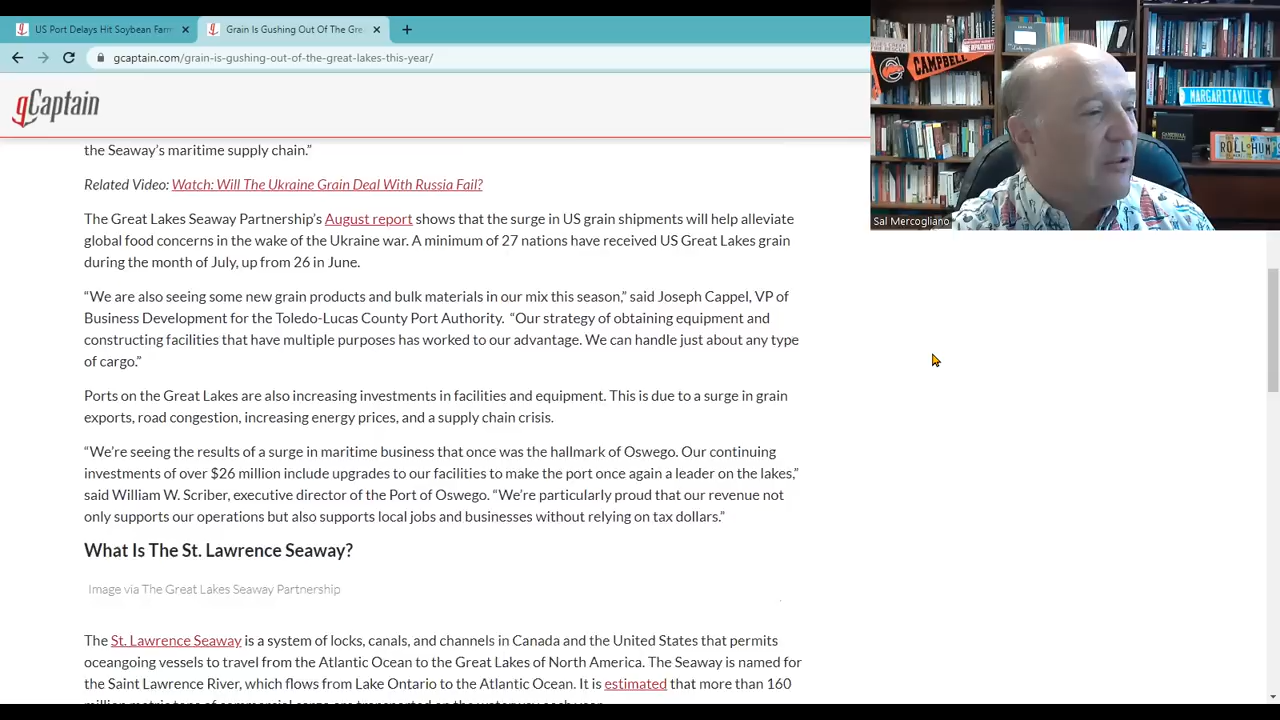 US Port Delays Hit Soybean Farm
Grain Is Gushing Out Of The Gre
gcaptain.com/grain-is-gushing-out-of-the-great-lakes-this-year/
gCaptain
CAMPBELL
MARGARITAVILLE
Sal Mercogliano
the Seaway's maritime supply chain.”
Related Video: Watch: Will The Ukraine Grain Deal With Russia Fail?
The Great Lakes Seaway Partnership's August report shows that the surge in US grain shipments will help alleviate
global food concerns in the wake of the Ukraine war. A minimum of 27 nations have received US Great Lakes grain
during the month of July, up from 26 in June.
“We are also seeing some new grain products and bulk materials in our mix this season,” said Joseph Cappel, VP of
Business Development for the Toledo-Lucas County Port Authority. “Our strategy of obtaining equipment and
constructing facilities that have multiple purposes has worked to our advantage. We can handle just about any type
of cargo.”
Ports on the Great Lakes are also increasing investments in facilities and equipment. This is due to a surge in grain
exports, road congestion, increasing energy prices, and a supply chain crisis.
“We're seeing the results of a surge in maritime business that once was the hallmark of Oswego. Our continuing
investments of over $26 million include upgrades to our facilities to make the port once again a leader on the lakes,”
said William W. Scriber, executive director of the Port of Oswego. “We're particularly proud that our revenue not
only supports our operations but also supports local jobs and businesses without relying on tax dollars.”
What Is The St. Lawrence Seaway?
Image via The Great Lakes Seaway Partnership
The St. Lawrence Seaway is a system of locks, canals, and channels in Canada and the United States that permits
oceangoing vessels to travel from the Atlantic Ocean to the Great Lakes of North America. The Seaway is named for
the Saint Lawrence River, which flows from Lake Ontario to the Atlantic Ocean. It is estimated that more than 160
million metric tons of commercial cargo are transported on the waterway each year.